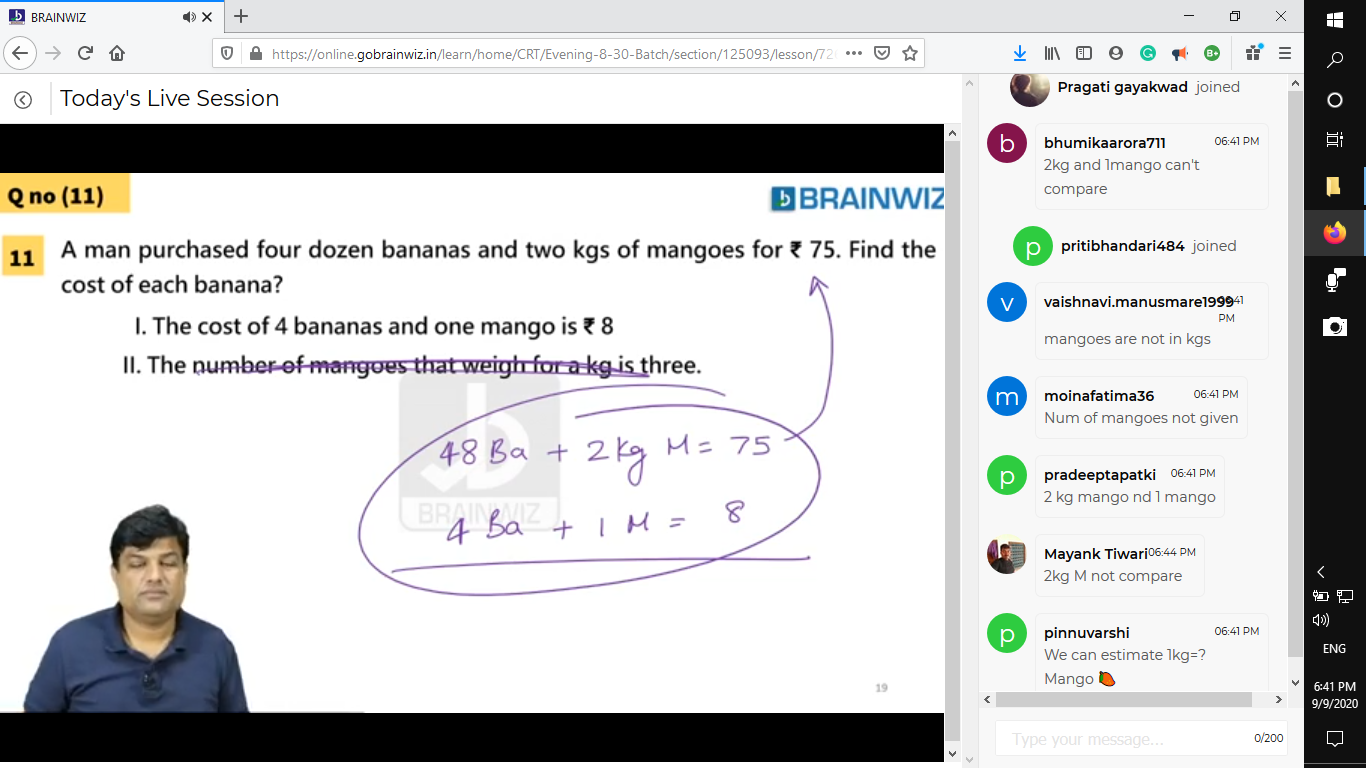 BRAINWIZ
https://online.gobrainwiz.in/learn/home/CRT/Evening-8-30-Batch/section/125093/lesson/72
Today's Live Session
Q no (11)
BRAINWIZ
11
A man purchased four dozen bananas and two kgs of mangoes for ₹ 75. Find the
cost of each banana?
I. The cost of 4 bananas and one mango is ₹ 8
II. The number of mangoes that weigh for a kg is three.
48 Ba + 2 kg M = 75
4 Ba + 1 M = 8
BRAINWIZ
19
Pragati gayakwad joined
bhumikaarora711 06:41 PM
b
2kg and 1mango can't
compare
p
pritibhandari484 joined
vaishnavi.manusmare1999 :41
PM
v
mangoes are not in kgs
moinafatima36 06:41 PM
m
Num of mangoes not given
pradeeptapatki 06:41 PM
p
2 kg mango nd 1 mango
Mayank Tiwari 06:44 PM
2kg M not compare
pinnuvarshi 06:41 PM
p
We can estimate 1kg=?
Mango 🥭
Type your message...
0/200
ENG
6:41 PM
9/9/2020